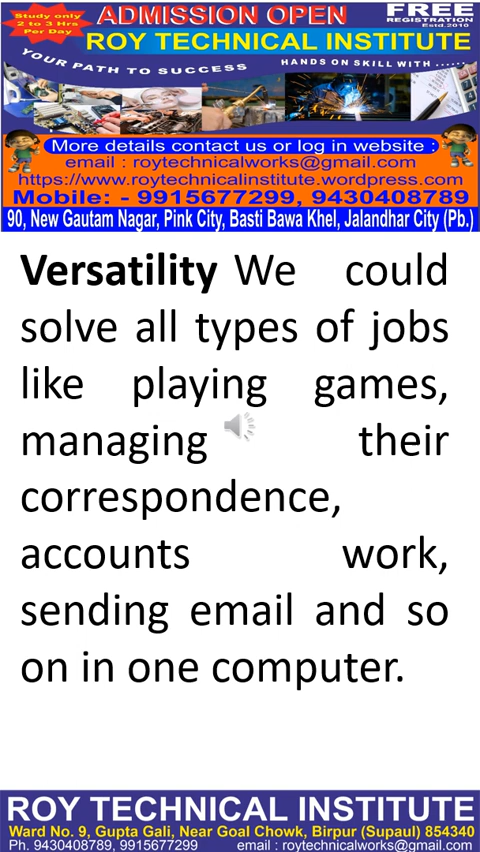 Study only
2 to 3 Hrs
Per Day
ADMISSION OPEN
FREE
REGISTRATION
Estd.2010
ROY TECHNICAL INSTITUTE
YOUR PATH TO SUCCESS
HANDS ON SKILL WITH ......
More details contact us or log in website :
email : roytechnicalworks@gmail.com
https://www.roytechnicalinstitute.wordpress.com
Mobile: - 9915677299, 9430408789
90, New Gautam Nagar, Pink City, Basti Bawa Khel, Jalandhar City (Pb.)
Versatility We could
solve all types of jobs
like playing games,
managing their
correspondence,
accounts work,
sending email and so
on in one computer.
ROY TECHNICAL INSTITUTE
Ward No. 9, Gupta Gali, Near Goal Chowk, Birpur (Supaul) 854340
Ph. 9430408789, 9915677299 email : roytechnicalworks@gmail.com